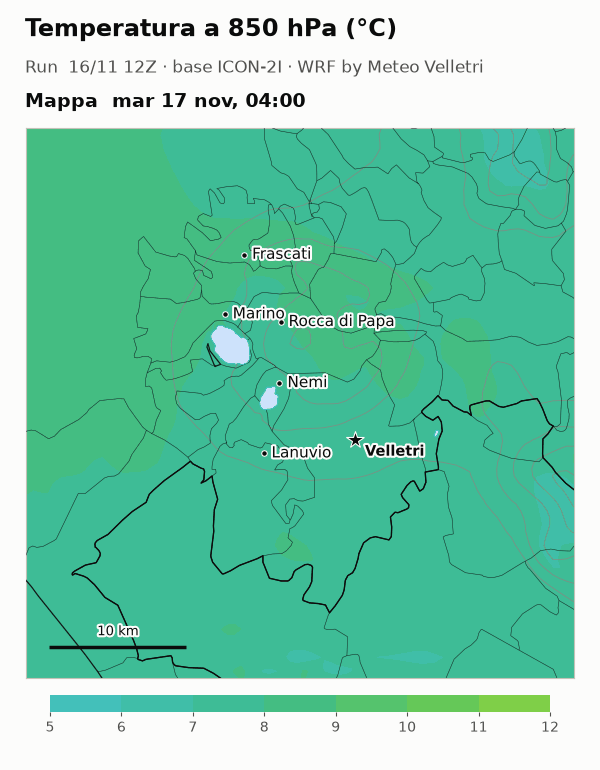 Temperatura a 850 hPa (°C)
Run  16/11 12Z · base ICON-2I · WRF by Meteo Velletri
Mappa  mar 17 nov, 04:00
Frascati
Marino
Rocca di Papa
Nemi
Velletri
Lanuvio
10 km
5 6 7 8 9 10 11 12